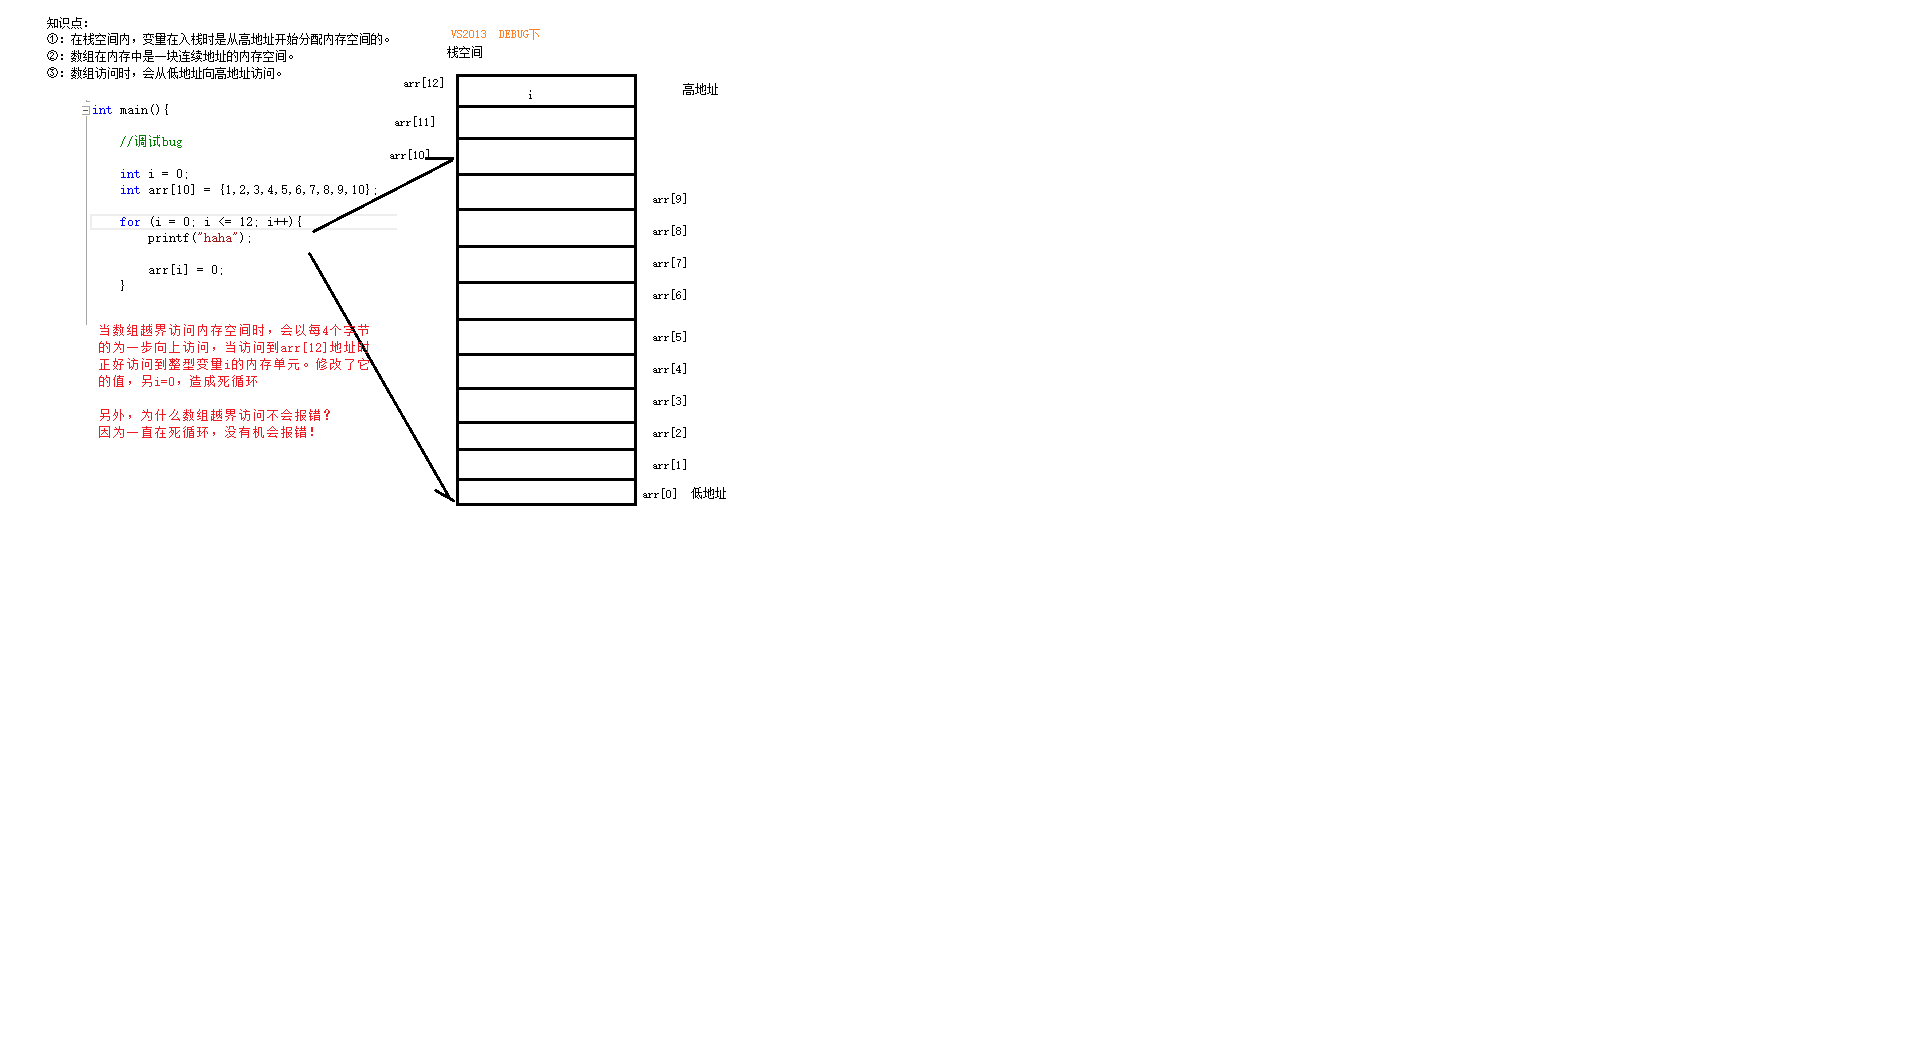 知识点：
①：在栈空间内，变量在入栈时是从高地址开始分配内存空间的。
②：数组在内存中是一块连续地址的内存空间。
③：数组访问时，会从低地址向高地址访问。
int main(){
//调试bug
int i = 0;
int arr[10] = {1,2,3,4,5,6,7,8,9,10};
for (i = 0; i <= 12; i++){
printf("haha");
arr[i] = 0;
}
当数组越界访问内存空间时，会以每4个字节
的为一步向上访问，当访问到arr[12]地址时
正好访问到整型变量i的内存单元。修改了它
的值，另i=0，造成死循环
另外，为什么数组越界访问不会报错？
因为一直在死循环，没有机会报错！
VS2013 DEBUG下
栈空间
arr[12]
i
高地址
arr[11]
arr[10]
arr[9]
arr[8]
arr[7]
arr[6]
arr[5]
arr[4]
arr[3]
arr[2]
arr[1]
arr[0] 低地址